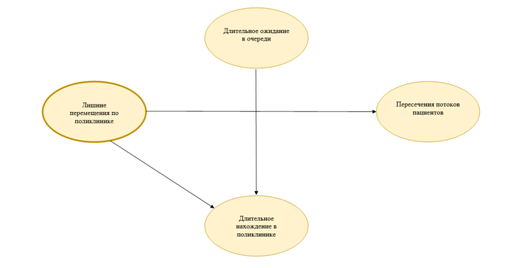 Длительное ожидание
в очереди
Лишние
перемещения по
поликлинике
Пересечения потоков
пациентов
Длительное
нахождение в
поликлинике